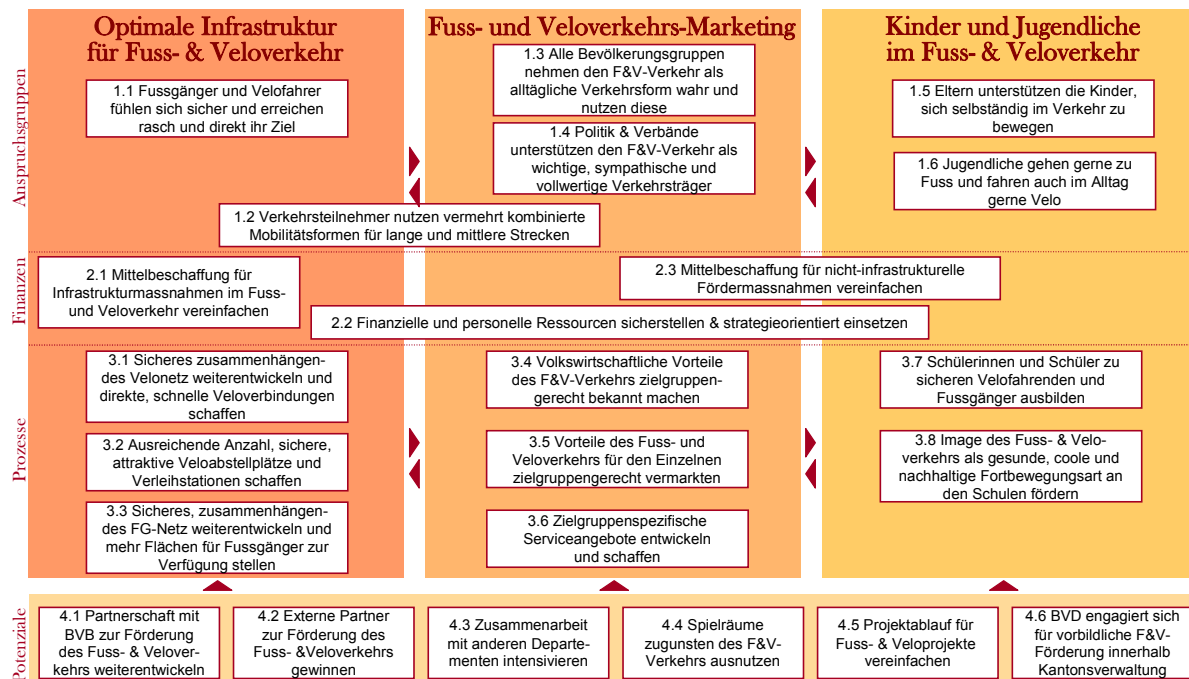 Optimale Infrastruktur
für Fuss- & Veloverkehr
Fuss- und Veloverkehrs-Marketing
Kinder und Jugendliche
im Fuss- & Veloverkehr
Anspruchsgruppen
1.1 Fussgänger und Velofahrer
fühlen sich sicher und erreichen
rasch und direkt ihr Ziel
1.3 Alle Bevölkerungsgruppen
nehmen den F&V-Verkehr als
alltägliche Verkehrsform wahr und
nutzen diese
1.4 Politik & Verbände
unterstützen den F&V-Verkehr als
wichtige, sympathische und
vollwertige Verkehrsträger
1.5 Eltern unterstützen die Kinder,
sich selbständig im Verkehr zu
bewegen
1.6 Jugendliche gehen gerne zu
Fuss und fahren auch im Alltag
gerne Velo
1.2 Verkehrsteilnehmer nutzen vermehrt kombinierte
Mobilitätsformen für lange und mittlere Strecken
Finanzen
2.1 Mittelbeschaffung für
Infrastrukturmassnahmen im Fuss-
und Veloverkehr vereinfachen
2.3 Mittelbeschaffung für nicht-infrastrukturelle
Fördermassnahmen vereinfachen
2.2 Finanzielle und personelle Ressourcen sicherstellen & strategieorientiert einsetzen
Prozesse
3.1 Sicheres zusammenhängen-
des Velonetz weiterentwickeln und
direkte, schnelle Veloverbindungen
schaffen
3.2 Ausreichende Anzahl, sichere,
attraktive Veloabstellplätze und
Verleihstationen schaffen
3.3 Sicheres, zusammenhängen-
des FG-Netz weiterentwickeln und
mehr Flächen für Fussgänger zur
Verfügung stellen
3.4 Volkswirtschaftliche Vorteile
des F&V-Verkehrs zielgruppen-
gerecht bekannt machen
3.5 Vorteile des Fuss- und
Veloverkehrs für den Einzelnen
zielgruppengerecht vermarkten
3.6 Zielgruppenspezifische
Serviceangebote entwickeln
und schaffen
3.7 Schülerinnen und Schüler zu
sicheren Velofahrenden und
Fussgänger ausbilden
3.8 Image des Fuss- & Velo-
verkehrs als gesunde, coole und
nachhaltige Fortbewegungsart an
den Schulen fördern
Potenziale
4.1 Partnerschaft mit
BVB zur Förderung
des Fuss- & Velover-
kehrs weiterentwickeln
4.2 Externe Partner
zur Förderung des
Fuss- &Veloverkehrs
gewinnen
4.3 Zusammenarbeit
mit anderen Departe-
menten intensivieren
4.4 Spielräume
zugunsten des F&V-
Verkehrs ausnutzen
4.5 Projektablauf für
Fuss- & Veloprojekte
vereinfachen
4.6 BVD engagiert sich
für vorbildliche F&V-
Förderung innerhalb
Kantonsverwaltung